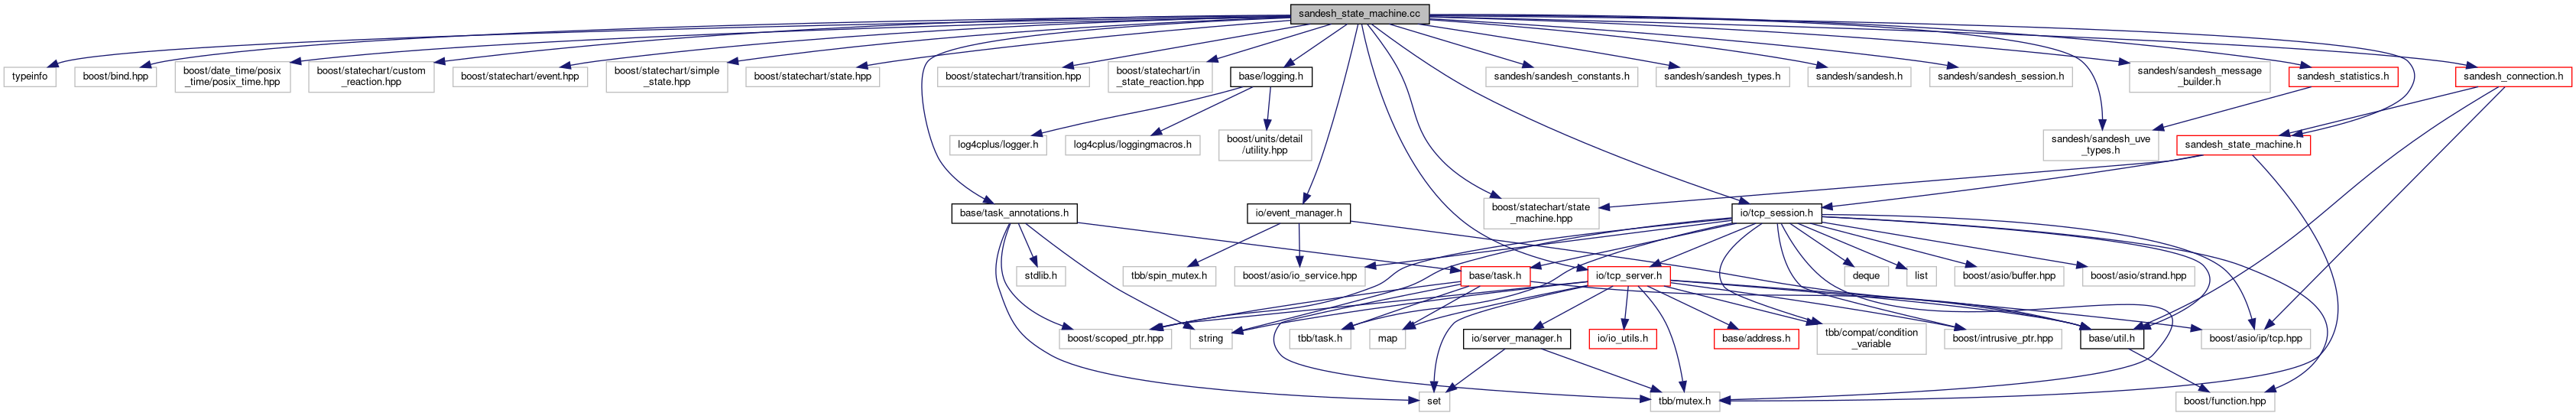 sandesh_state_machine.cc
typeinfo
boost/bind.hpp
boost/date_time/posix
_time/posix_time.hpp
boost/statechart/custom
_reaction.hpp
boost/statechart/event.hpp
boost/statechart/simple
_state.hpp
boost/statechart/state.hpp
boost/statechart/transition.hpp
boost/statechart/in
_state_reaction.hpp
base/logging.h
sandesh/sandesh_constants.h
sandesh/sandesh_types.h
sandesh/sandesh.h
sandesh/sandesh_session.h
sandesh/sandesh_message
_builder.h
sandesh_statistics.h
sandesh_connection.h
log4cplus/logger.h
log4cplus/loggingmacros.h
boost/units/detail
/utility.hpp
sandesh/sandesh_uve
_types.h
sandesh_state_machine.h
base/task_annotations.h
io/event_manager.h
boost/statechart/state
_machine.hpp
io/tcp_session.h
stdlib.h
tbb/spin_mutex.h
boost/asio/io_service.hpp
base/task.h
io/tcp_server.h
deque
list
boost/asio/buffer.hpp
boost/asio/strand.hpp
boost/scoped_ptr.hpp
string
tbb/task.h
map
io/server_manager.h
io/io_utils.h
base/address.h
tbb/compat/condition
_variable
boost/intrusive_ptr.hpp
base/util.h
boost/asio/ip/tcp.hpp
set
tbb/mutex.h
boost/function.hpp